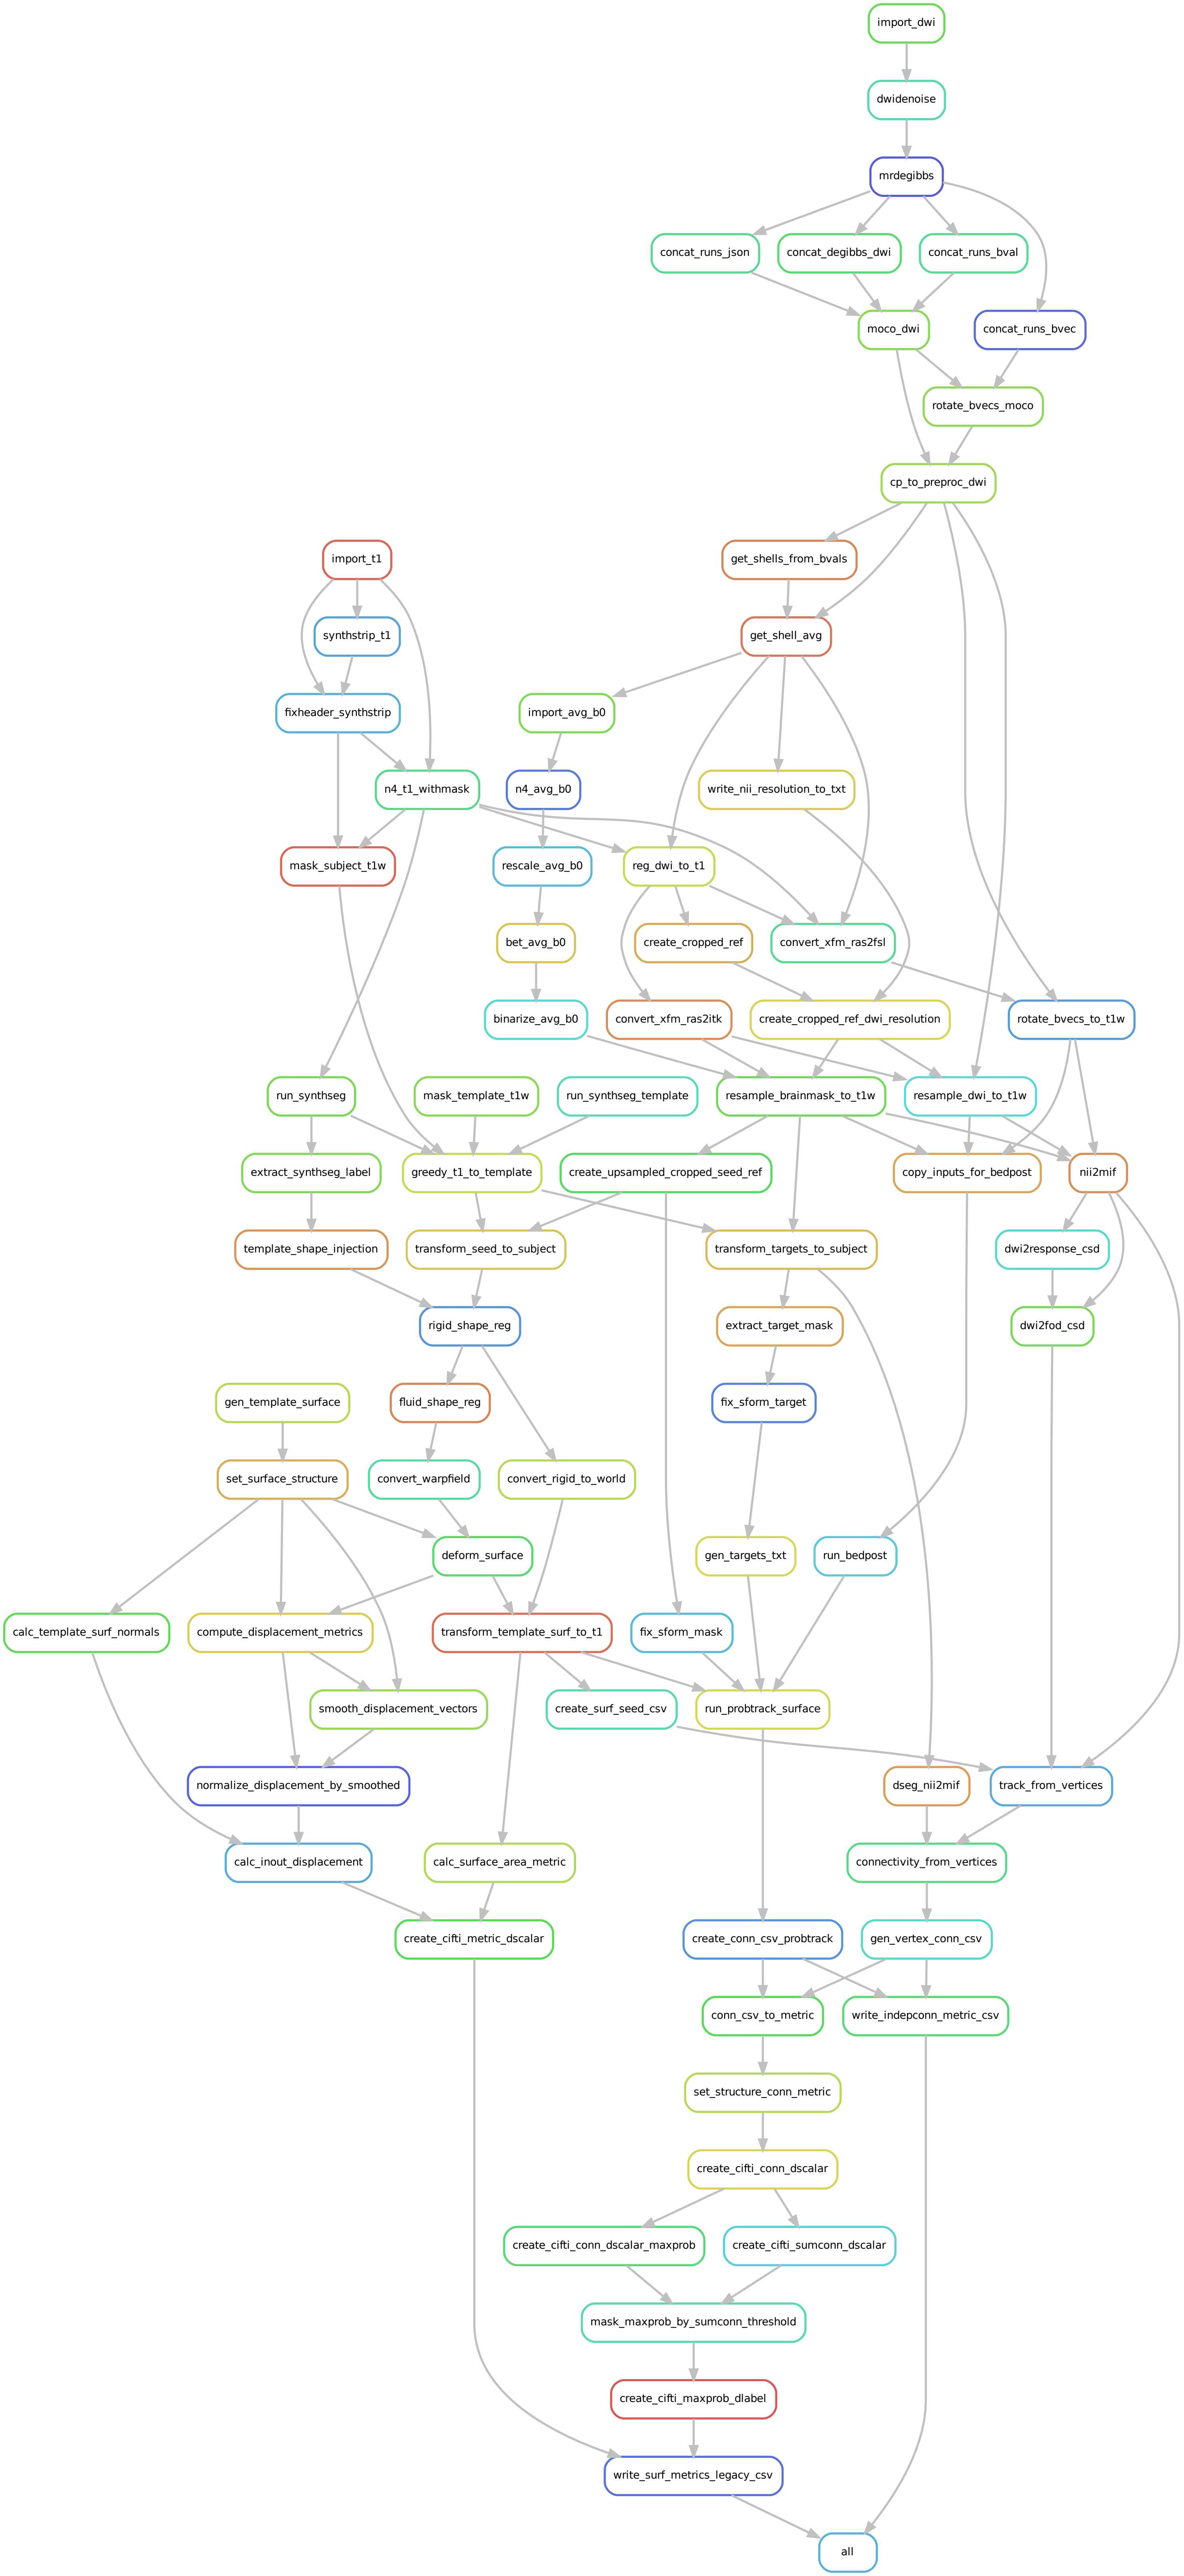 import_dwi
dwidenoise
mrdegibbs
concat_runs_json
concat_degibbs_dwi
concat_runs_bval
moco_dwi
concat_runs_bvec
rotate_bvecs_moco
cp_to_preproc_dwi
import_t1
get_shells_from_bvals
synthstrip_t1
get_shell_avg
fixheader_synthstrip
import_avg_b0
n4_t1_withmask
n4_avg_b0
write_nii_resolution_to_txt
mask_subject_t1w
rescale_avg_b0
reg_dwi_to_t1
bet_avg_b0
create_cropped_ref
convert_xfm_ras2fsl
binarize_avg_b0
convert_xfm_ras2itk
create_cropped_ref_dwi_resolution
rotate_bvecs_to_t1w
run_synthseg
mask_template_t1w
run_synthseg_template
resample_brainmask_to_t1w
resample_dwi_to_t1w
extract_synthseg_label
greedy_t1_to_template
create_upsampled_cropped_seed_ref
copy_inputs_for_bedpost
nii2mif
template_shape_injection
transform_seed_to_subject
transform_targets_to_subject
dwi2response_csd
rigid_shape_reg
extract_target_mask
dwi2fod_csd
gen_template_surface
fluid_shape_reg
fix_sform_target
set_surface_structure
convert_warpfield
convert_rigid_to_world
deform_surface
gen_targets_txt
run_bedpost
calc_template_surf_normals
compute_displacement_metrics
transform_template_surf_to_t1
fix_sform_mask
smooth_displacement_vectors
create_surf_seed_csv
run_probtrack_surface
normalize_displacement_by_smoothed
dseg_nii2mif
track_from_vertices
calc_inout_displacement
calc_surface_area_metric
connectivity_from_vertices
create_cifti_metric_dscalar
create_conn_csv_probtrack
gen_vertex_conn_csv
conn_csv_to_metric
write_indepconn_metric_csv
set_structure_conn_metric
create_cifti_conn_dscalar
create_cifti_conn_dscalar_maxprob
create_cifti_sumconn_dscalar
mask_maxprob_by_sumconn_threshold
create_cifti_maxprob_dlabel
write_surf_metrics_legacy_csv
all